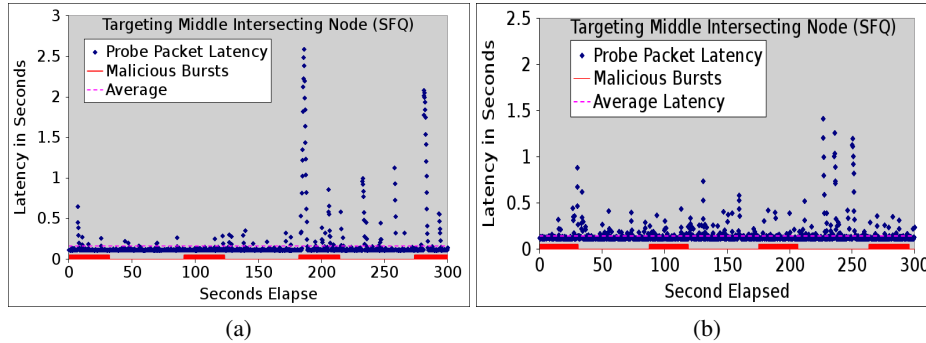 Targeting Middle Intersecting Node (SFQ)
Probe Packet Latency
Malicious Bursts
Average
Latency in Seconds
3
2.5
2
1.5
1
0.5
0
0 50 100 150 200 250 300
Seconds Elapse
(a)
Targeting Middle Intersecting Node (SFQ)
Probe Packet Latency
Malicious Bursts
Average Latency
Latency in Seconds
2.5
2
1.5
1
0.5
0
0 50 100 150 200 250 300
Second Elapsed
(b)